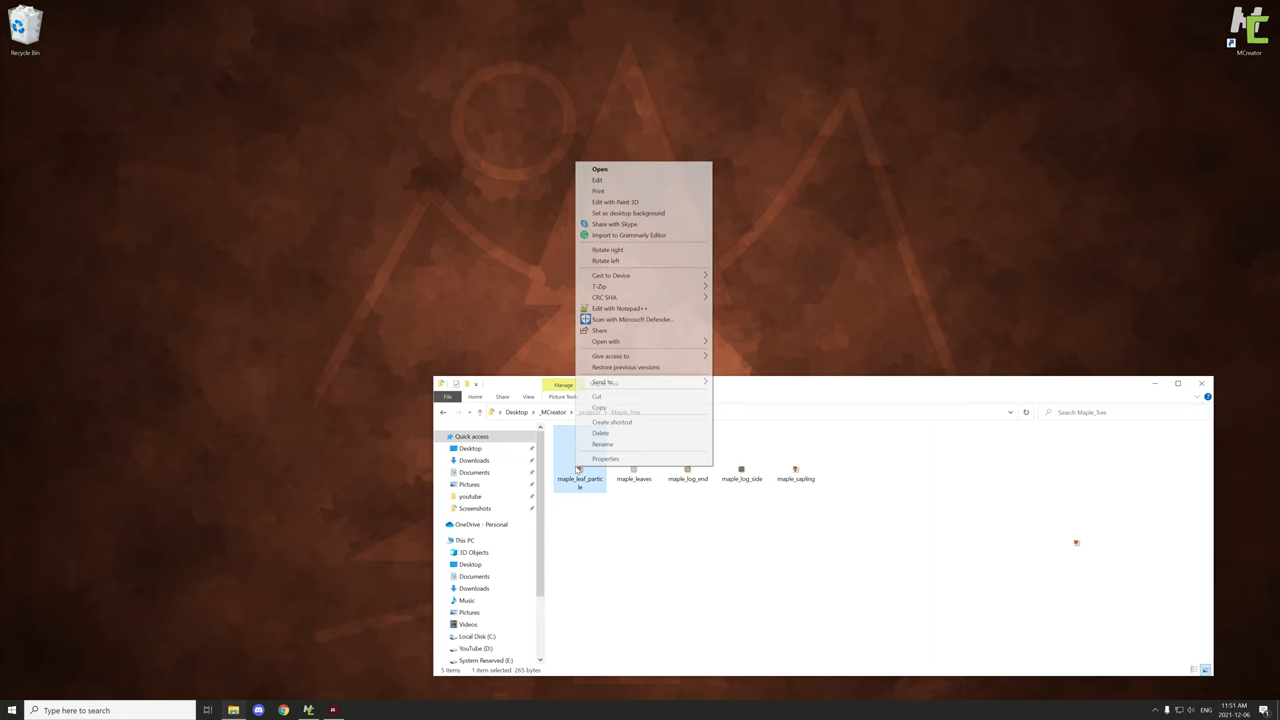 Recycle Bin
MCreator
Open
Edit
Print
Edit with Paint 3D
Set as desktop background
Share with Skype
Import to Grammarly Editor
Rotate right
Rotate left
Cast to Device
7-Zip
CRC SHA
Edit with Notepad++
Scan with Microsoft Defender...
Share
Open with
Give access to
Restore previous versions
Send to
Cut
Copy
Create shortcut
Delete
Rename
Properties
Manage
File
Home
Share
View
Picture Tools
Desktop
_MCreator
projects
Maple_Tree
Search Maple_Tree
Quick access
Desktop
Downloads
Documents
Pictures
youtube
Screenshots
OneDrive - Personal
This PC
3D Objects
Desktop
Documents
Downloads
Music
Pictures
Videos
Local Disk (C:)
YouTube (D:)
System Reserved (E:)
maple_leaf_partic
le
maple_leaves
maple_log_end
maple_log_side
maple_sapling
5 items
1 item selected 265 bytes
Type here to search
ENG
11:51 AM
2021-12-06